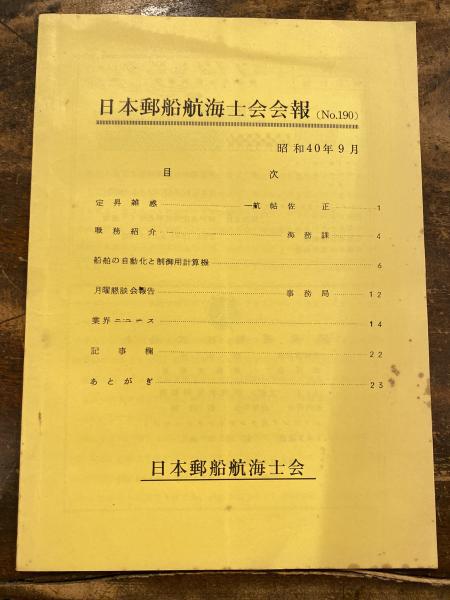 日本郵船航海士会会報 (No.190)
昭和40年9月
目 次
定昇雑感 一航 帖佐 正 1
職務紹介 海務課 4
船舶の自動化と制御用計算機 6
月曜懇談会報告 事務局 12
業界ニュース 14
記事欄 22
あとがき 23
日本郵船航海士会